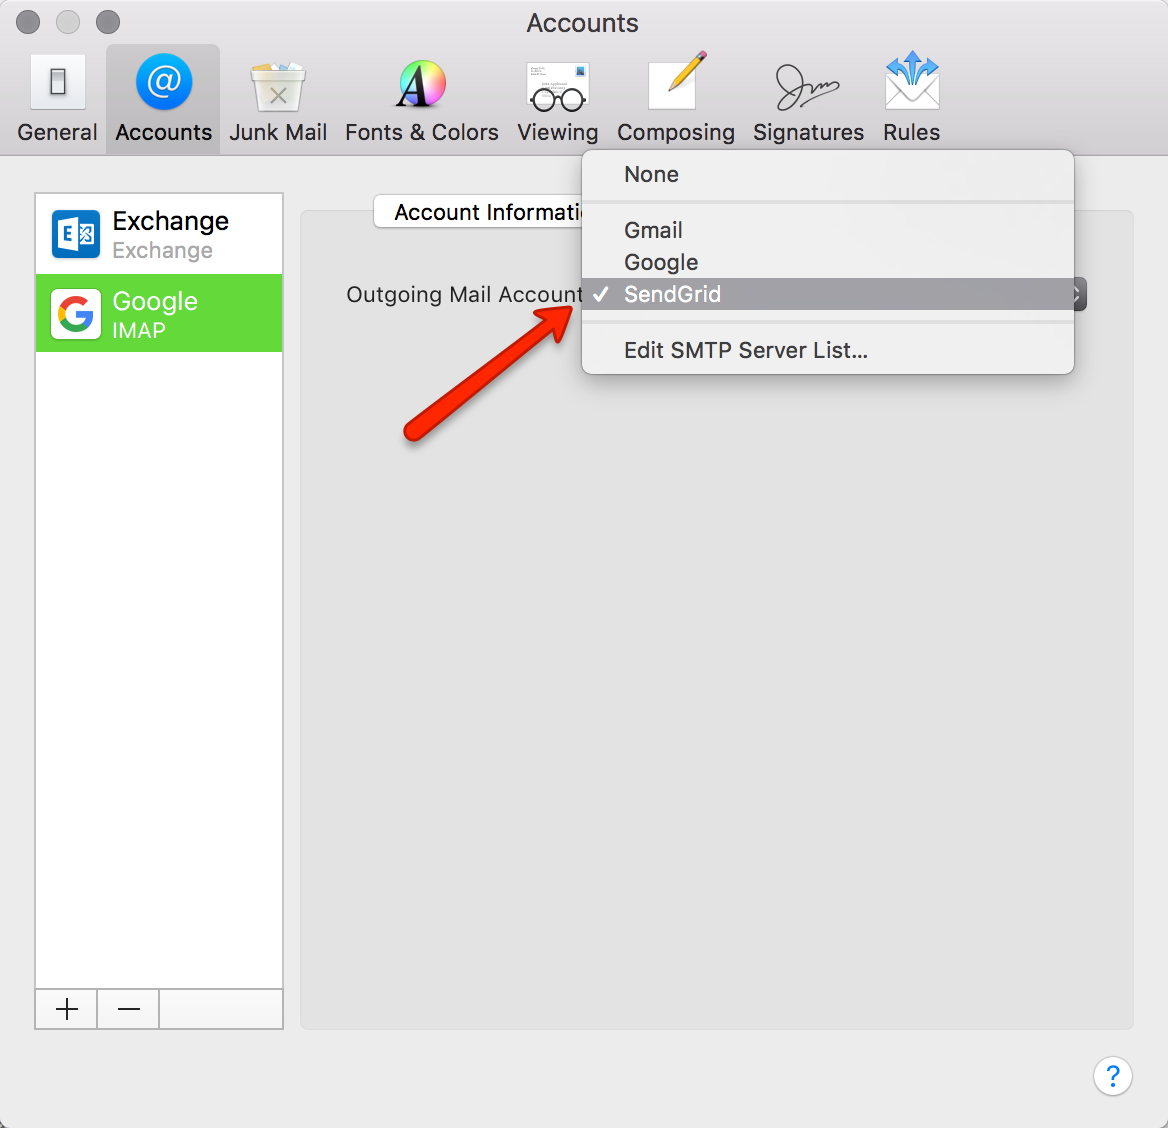 Accounts
General
Accounts
Junk Mail
Fonts & Colors
Viewing
Composing
Signatures
Rules
Exchange
Exchange
Google
IMAP
Account Informati
Outgoing Mail Account
None
Gmail
Google
✓ SendGrid
Edit SMTP Server List...
?